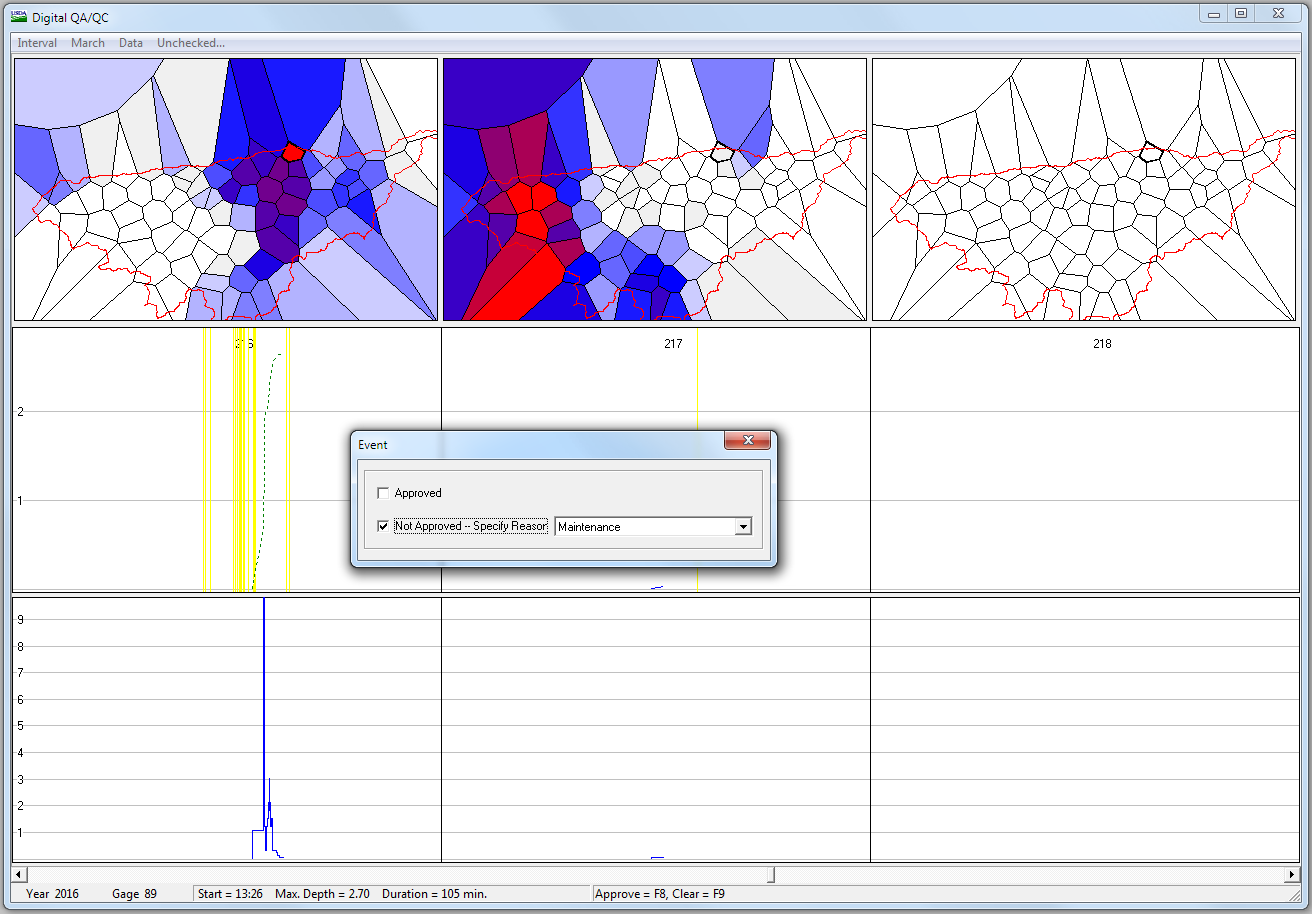 USDA Digital QA/QC
Interval March Data Unchecked...
216 217 218
2
1
Event
Approved
Not Approved -- Specify Reason Maintenance
9
8
7
6
5
4
3
2
1
Year 2016 Gage 89 Start = 13:26 Max. Depth = 2.70 Duration = 105 min. Approve = F8, Clear = F9